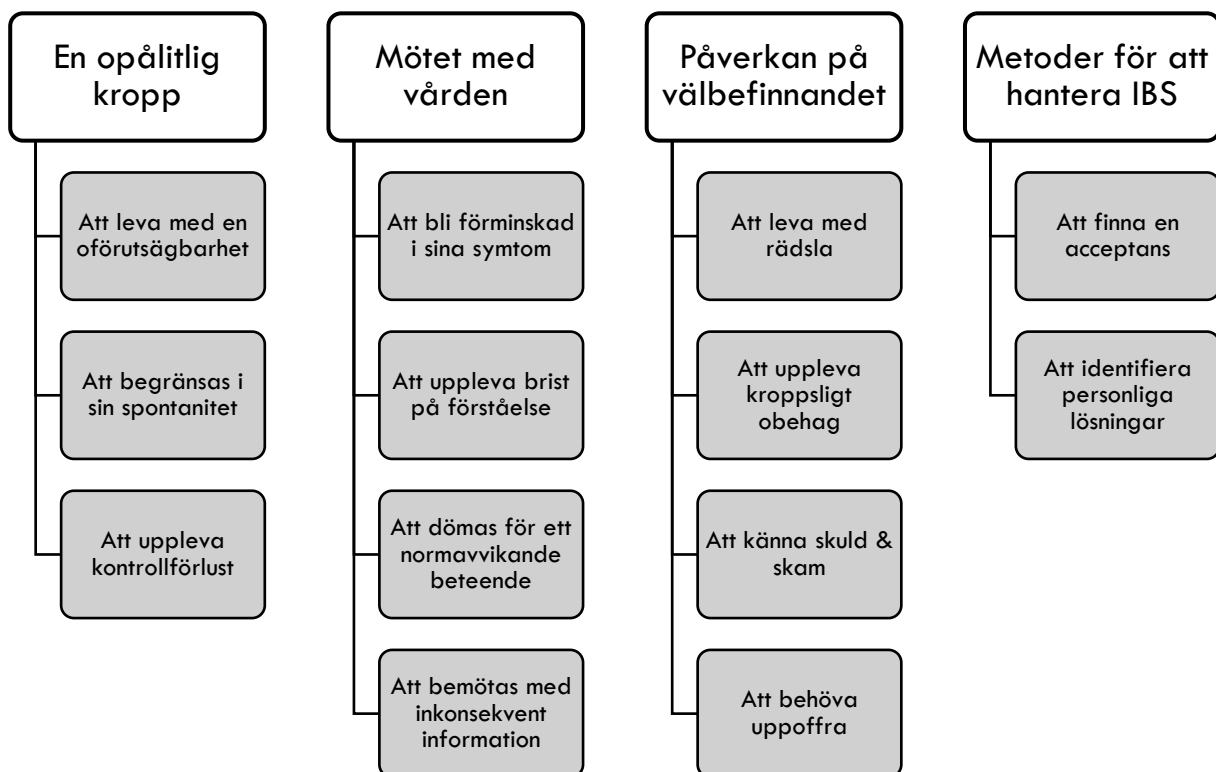 En opålitlig
kropp
Att leva med en
oförutsägbarhet
Att begränsas i
sin spontanitet
Att uppleva
kontrollförlust
Mötet med
vården
Att bli förminskad
i sina symtom
Att uppleva brist
på förståelse
Att dömas för ett
normavvikande
beteende
Att bemötas med
inkonsekvent
information
Påverkan på
välbefinnandet
Att leva med
rädsla
Att uppleva
kroppsligt
obehag
Att känna skuld &
skam
Att behöva
uppoffra
Metoder för att
hantera IBS
Att finna en
acceptans
Att identifiera
personliga
lösningar